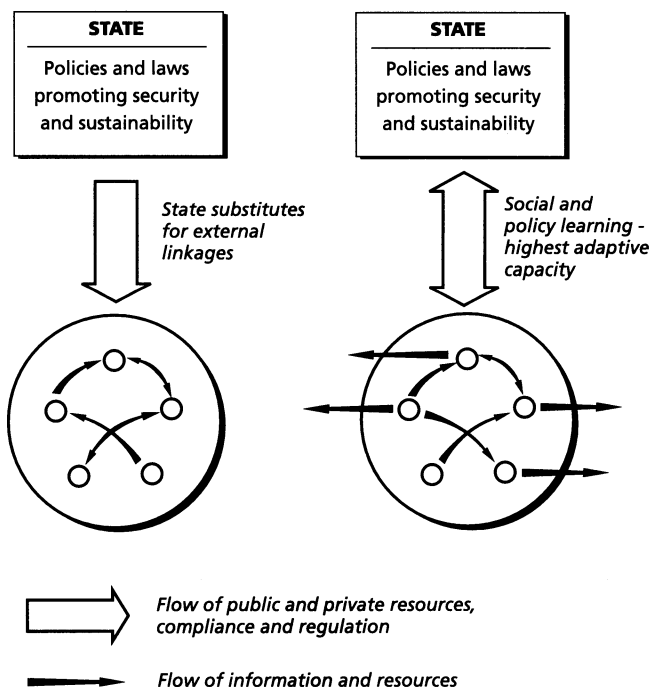 STATE
Policies and laws
promoting security
and sustainability
STATE
Policies and laws
promoting security
and sustainability
State substitutes
for external
linkages
Social and
policy learning -
highest adaptive
capacity
Flow of public and private resources,
compliance and regulation
Flow of information and resources